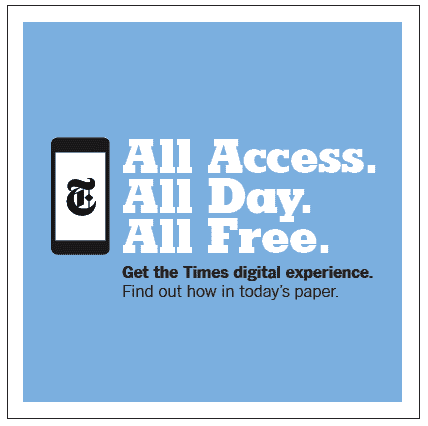 T
All Access.
All Day.
All Free.
Get the Times digital experience.
Find out how in today's paper.